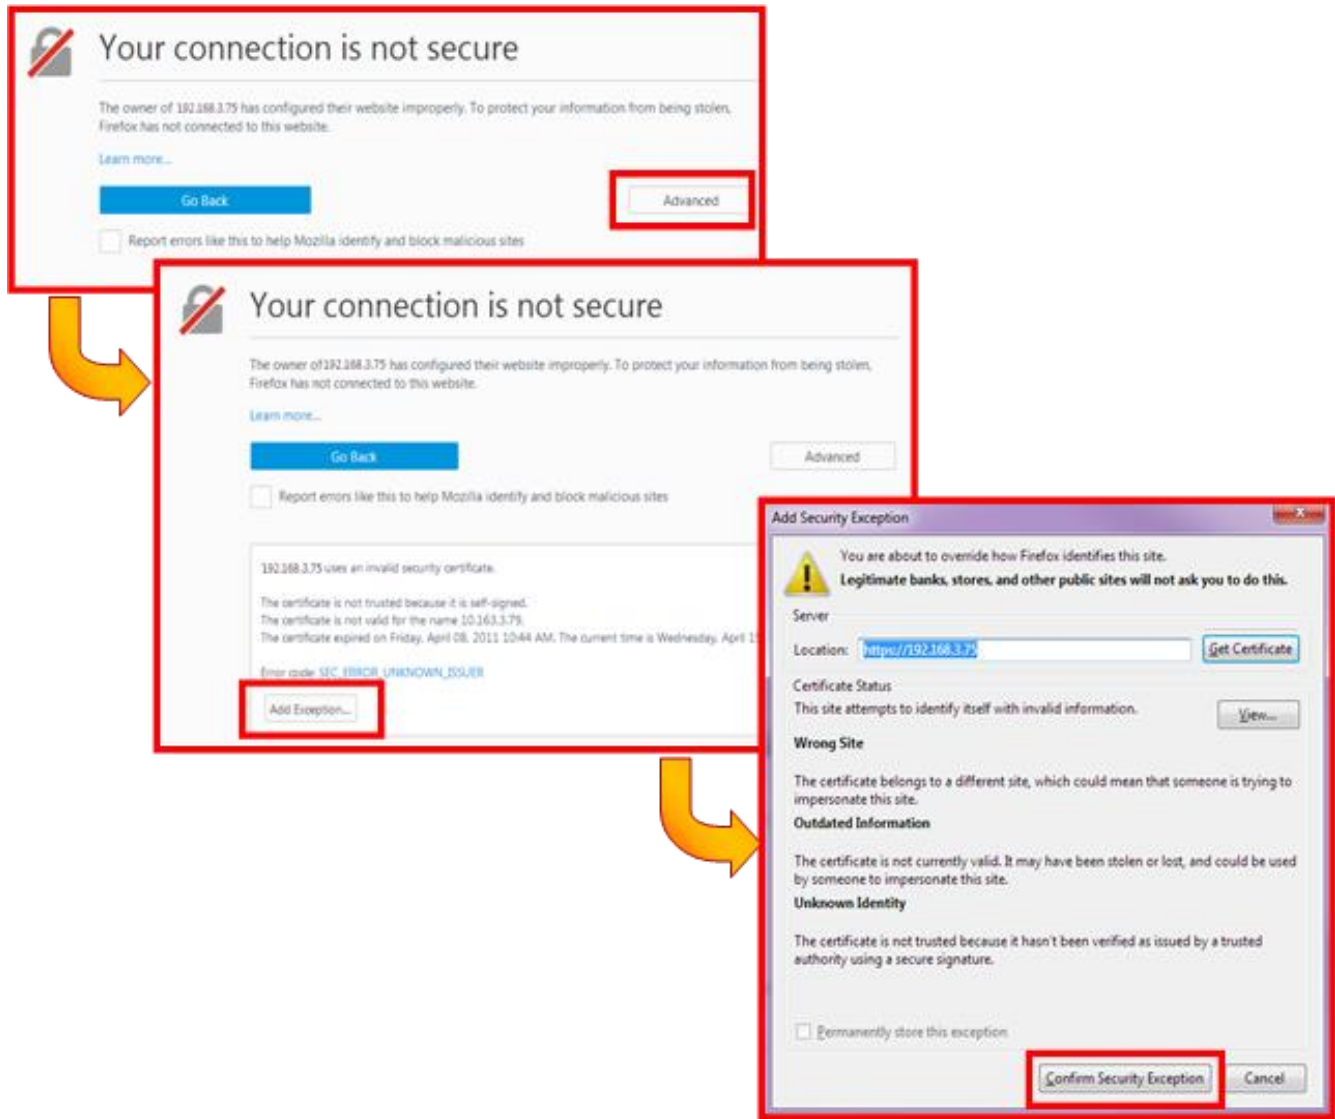 Your connection is not secure
The owner of 192.168.3.75 has configured their website improperly. To protect your information from being stolen,
Firefox has not connected to this website.
Learn more...
Go Back
Advanced
Report errors like this to help Mozilla identify and block malicious sites
Your connection is not secure
The owner of192.168.3.75 has configured their website improperly. To protect your information from being stolen,
Firefox has not connected to this website.
Learn more...
Go Back
Advanced
Report errors like this to help Mozilla identify and block malicious sites
192.168.3.75 uses an invalid security certificate.
The certificate is not trusted because it is self-signed.
The certificate is not valid for the name 10.163.3.79.
The certificate expired on Friday, April 08, 2011 10:44 AM. The current time is Wednesday, April
Error code: SEC_ERROR_UNKNOWN_ISSUER
Add Exception...
Add Security Exception
You are about to override how Firefox identifies this site.
Legitimate banks, stores, and other public sites will not ask you to do this.
Server
Location:
https://192.168.3.75
Get Certificate
Certificate Status
This site attempts to identify itself with invalid information.
View...
Wrong Site
The certificate belongs to a different site, which could mean that someone is trying to
impersonate this site.
Outdated Information
The certificate is not currently valid. It may have been stolen or lost, and could be used
by someone to impersonate this site.
Unknown Identity
The certificate is not trusted because it hasn't been verified as issued by a trusted
authority using a secure signature.
Permanently store this exception
Confirm Security Exception
Cancel